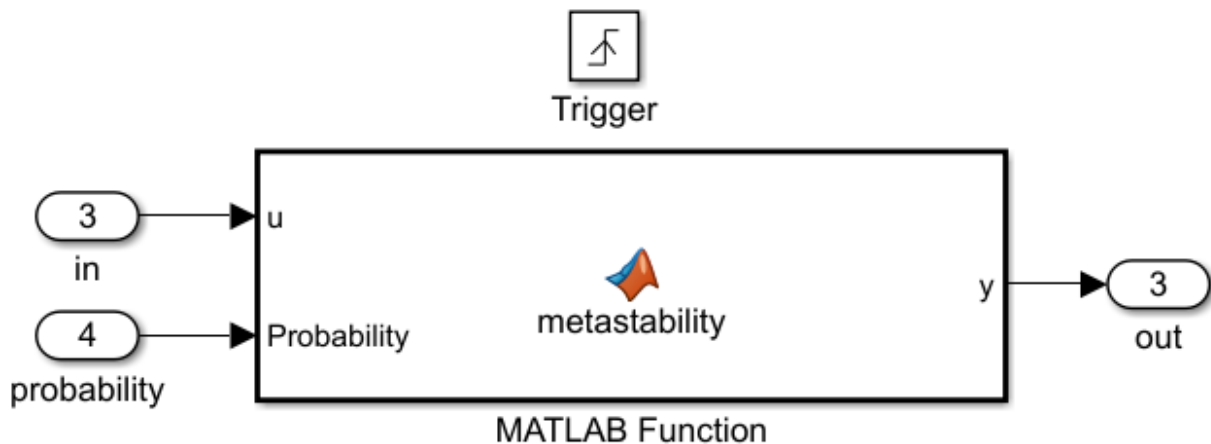 Trigger
3
in
u
4
probability
Probability
metastability
y
3
out
MATLAB Function